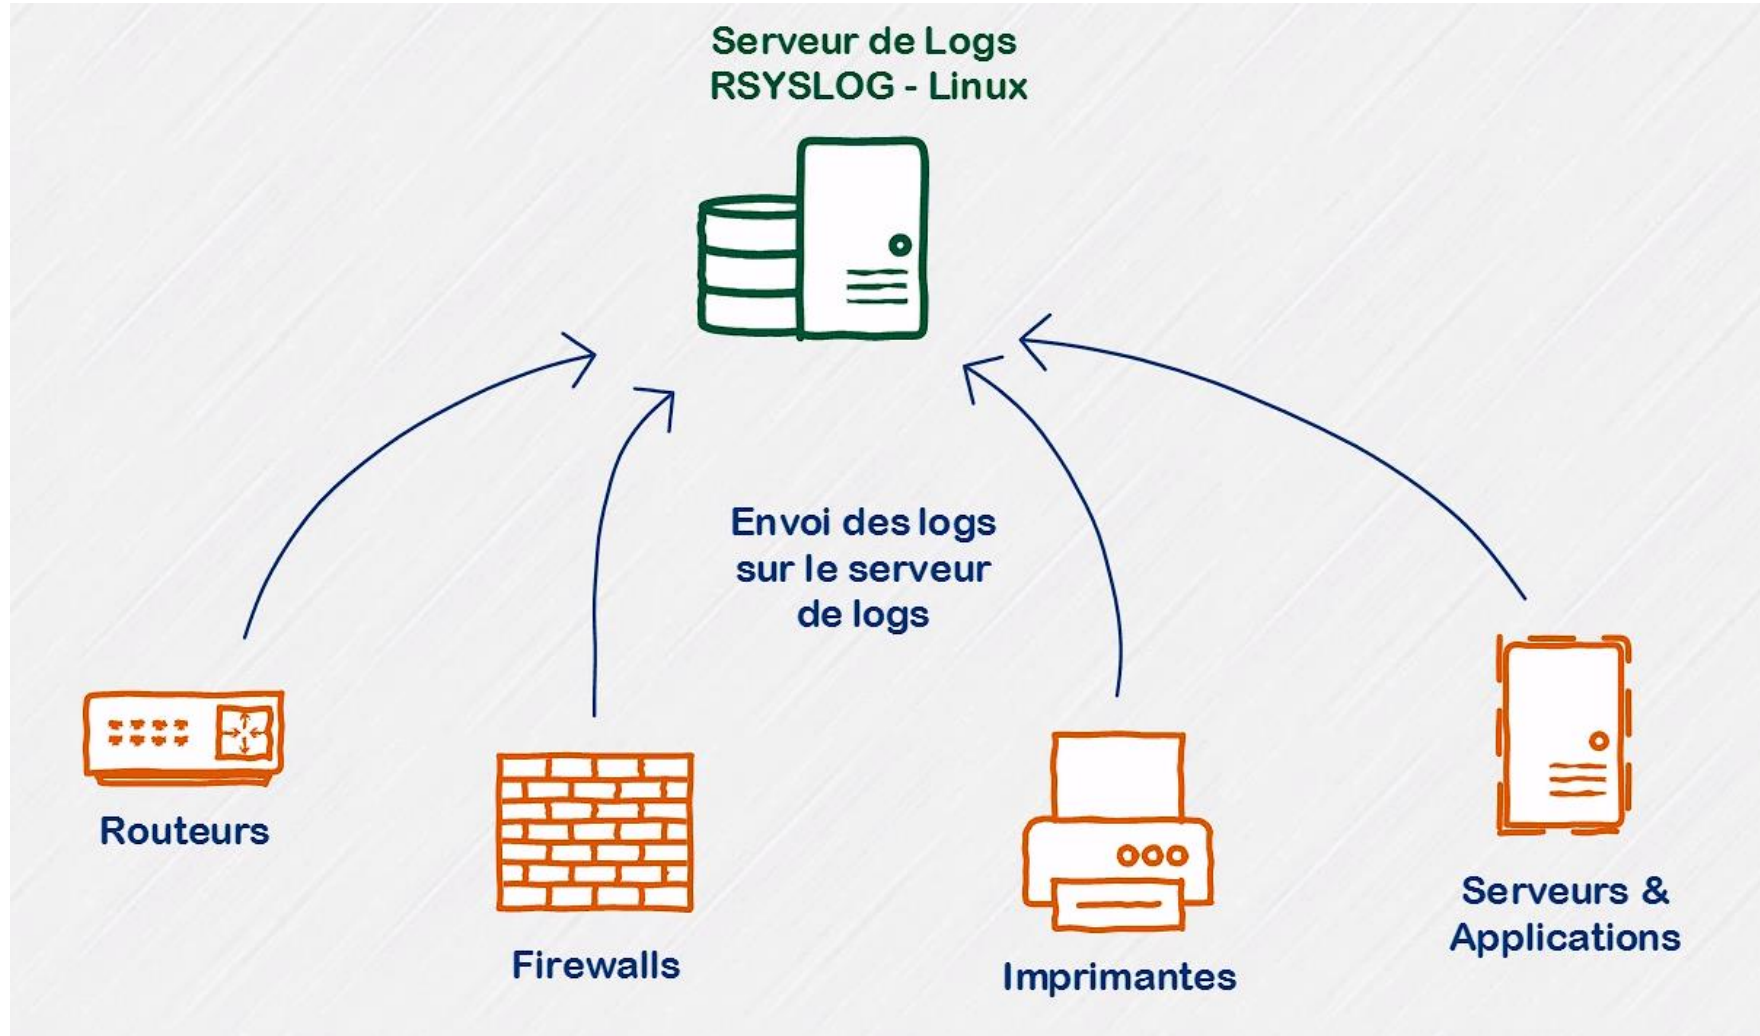 Serveur de Logs
RSYSLOG - Linux
Envoi des logs
sur le serveur
de logs
Routeurs
Firewalls
Imprimantes
Serveurs &
Applications